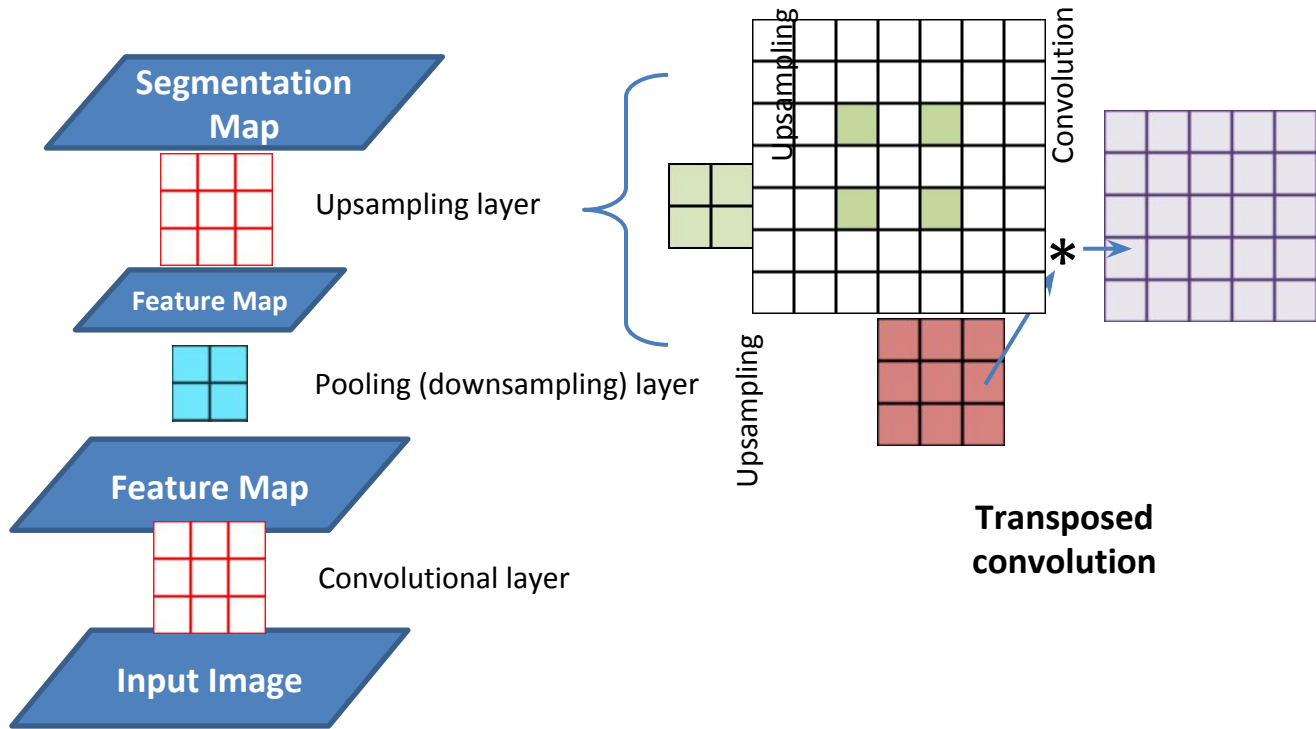 Segmentation
Map
Upsampling layer
Feature Map
Pooling (downsampling) layer
Feature Map
Convolutional layer
Input Image
Upsampling
Convolution
*
Upsampling
Transposed
convolution